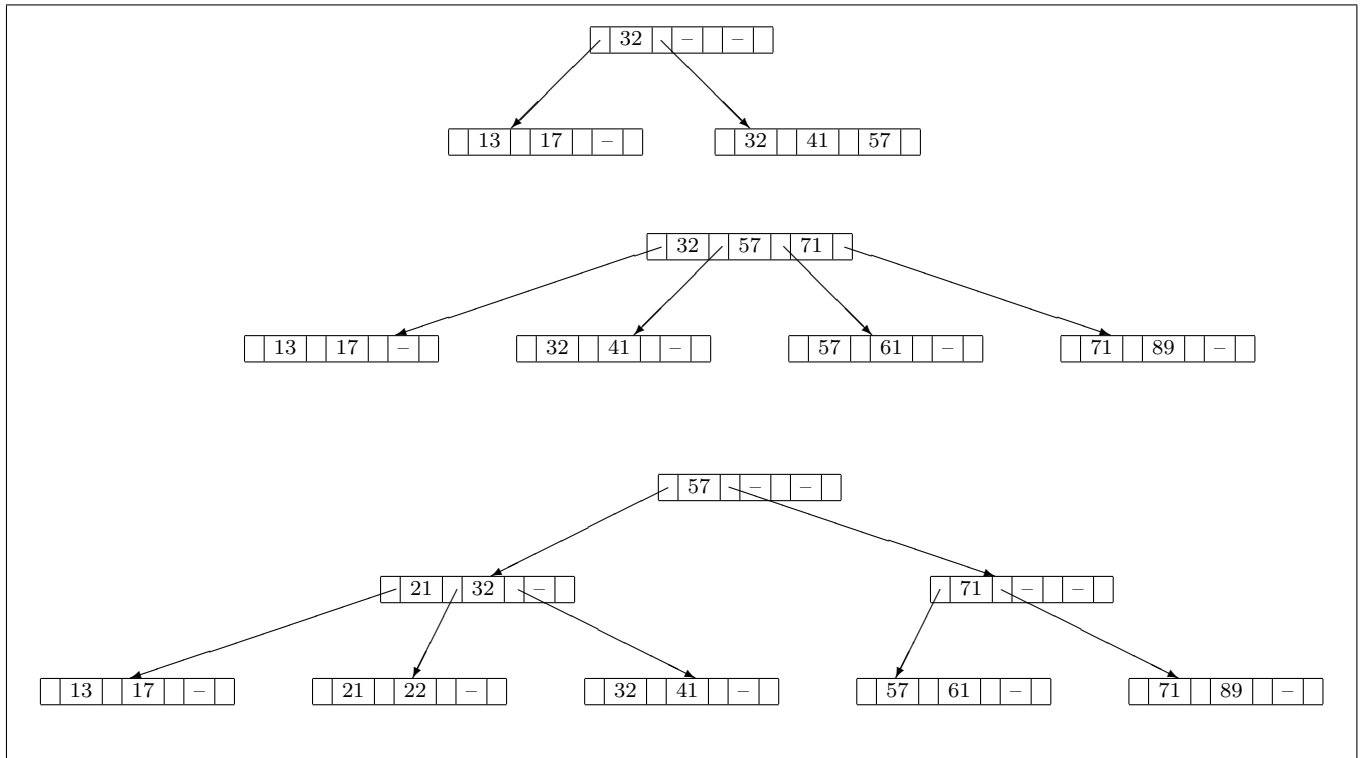 32 – –
13 17 – 32 41 57
32 57 71
13 17 – 32 41 – 57 61 – 71 89 –
57 – –
21 32 – 71 – –
13 17 – 21 22 – 32 41 – 57 61 – 71 89 –